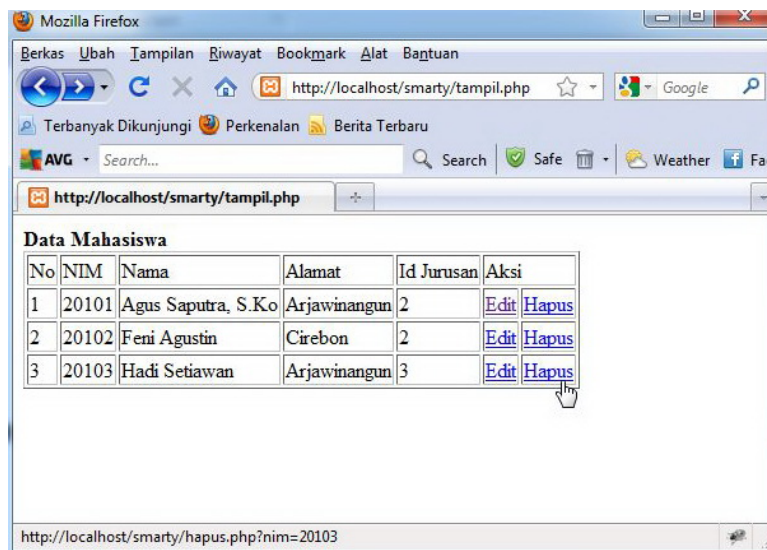 Mozilla Firefox
Berkas Ubah Tampilan Riwayat Bookmark Alat Bantuan
http://localhost/smarty/tampil.php Google
Terbanyak Dikunjungi Perkenalan Berita Terbaru
AVG Search... Search Safe Weather Fa
http://localhost/smarty/tampil.php
Data Mahasiswa
No NIM Nama Alamat Id Jurusan Aksi
1 20101 Agus Saputra, S.Ko Arjawinangun 2 Edit Hapus
2 20102 Feni Agustin Cirebon 2 Edit Hapus
3 20103 Hadi Setiawan Arjawinangun 3 Edit Hapus
http://localhost/smarty/hapus.php?nim=20103